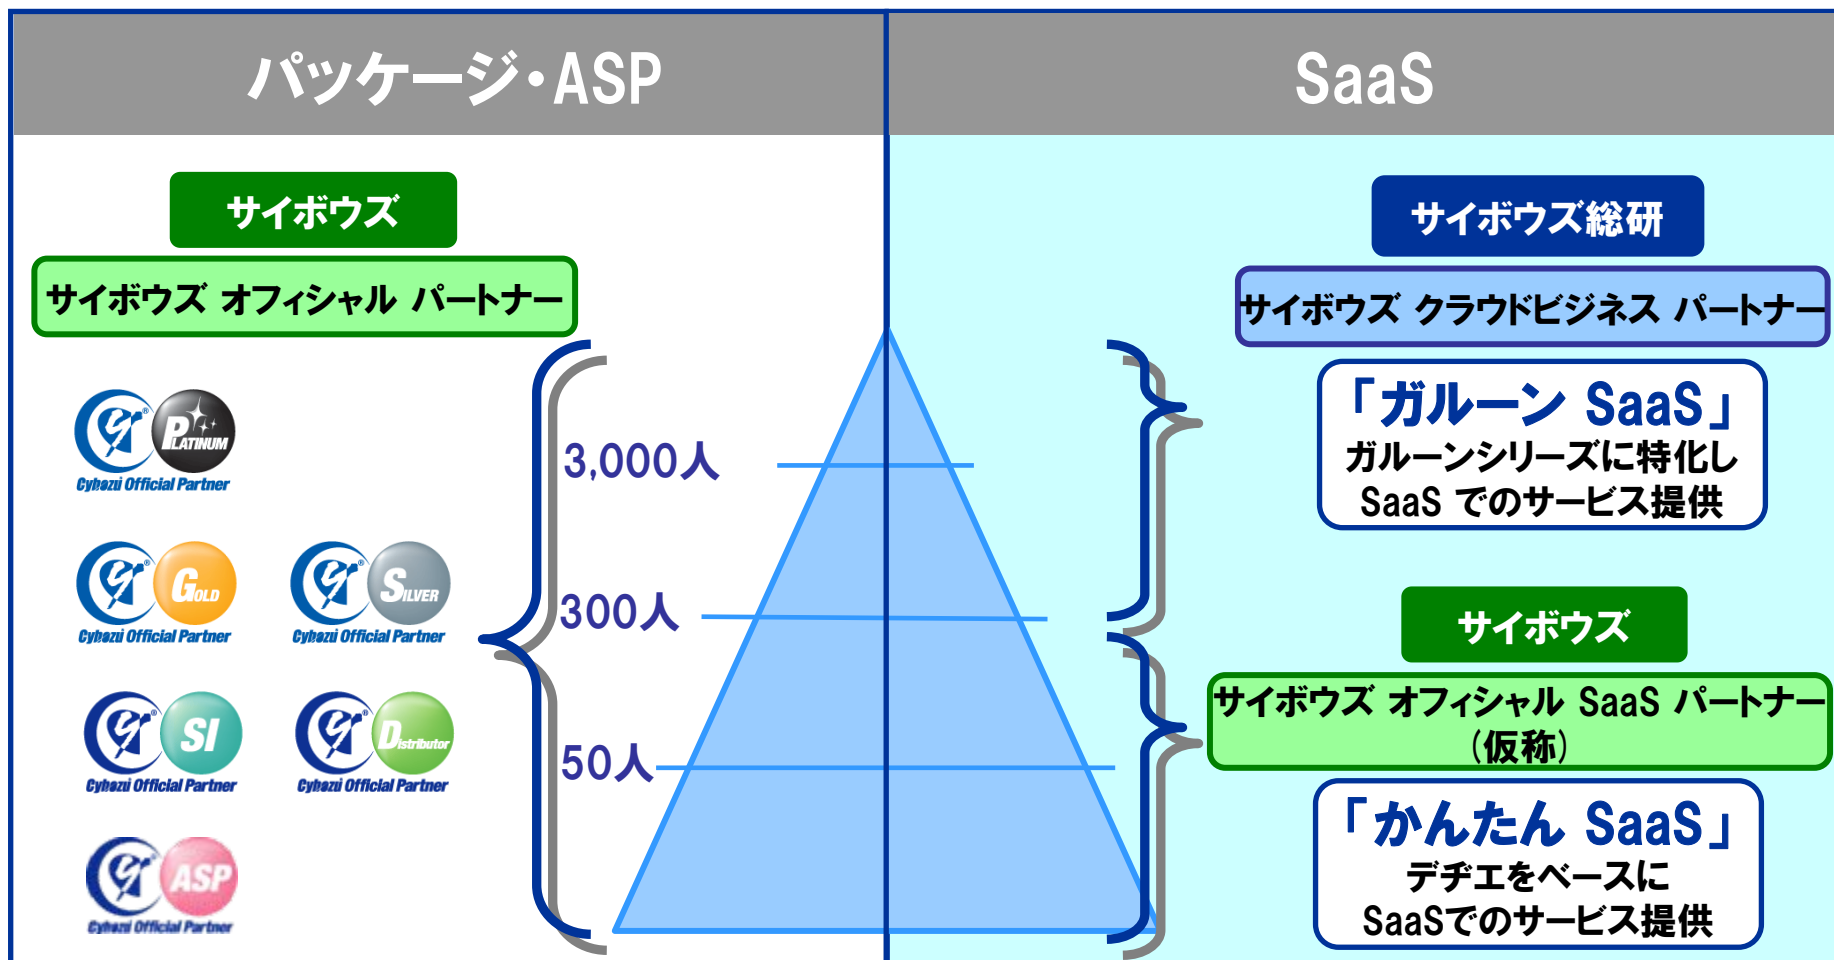 パッケージ・ASP
SaaS
サイボウズ
サイボウズ オフィシャル パートナー
PLATINUM
Cybozu Official Partner
GOLD
Cybozu Official Partner
SILVER
Cybozu Official Partner
SI
Cybozu Official Partner
Distributor
Cybozu Official Partner
ASP
Cybozu Official Partner
3,000人
300人
50人
サイボウズ総研
サイボウズ クラウドビジネス パートナー
「ガルーン SaaS」
ガルーンシリーズに特化し
SaaS でのサービス提供
サイボウズ
サイボウズ オフィシャル SaaS パートナー
(仮称)
「かんたん SaaS」
デヂエをベースに
SaaSでのサービス提供